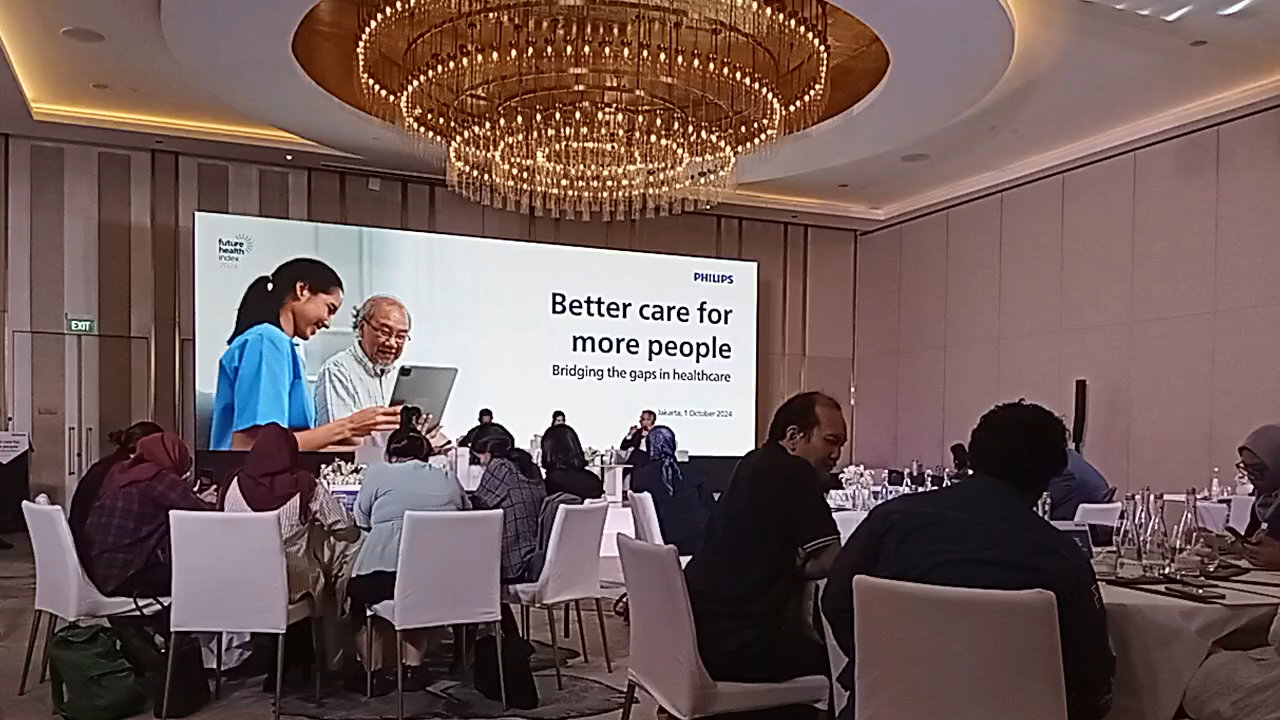 future
health
index
2024
PHILIPS
Better care for
more people
Bridging the gaps in healthcare
Jakarta, 1 October 2024
EXIT